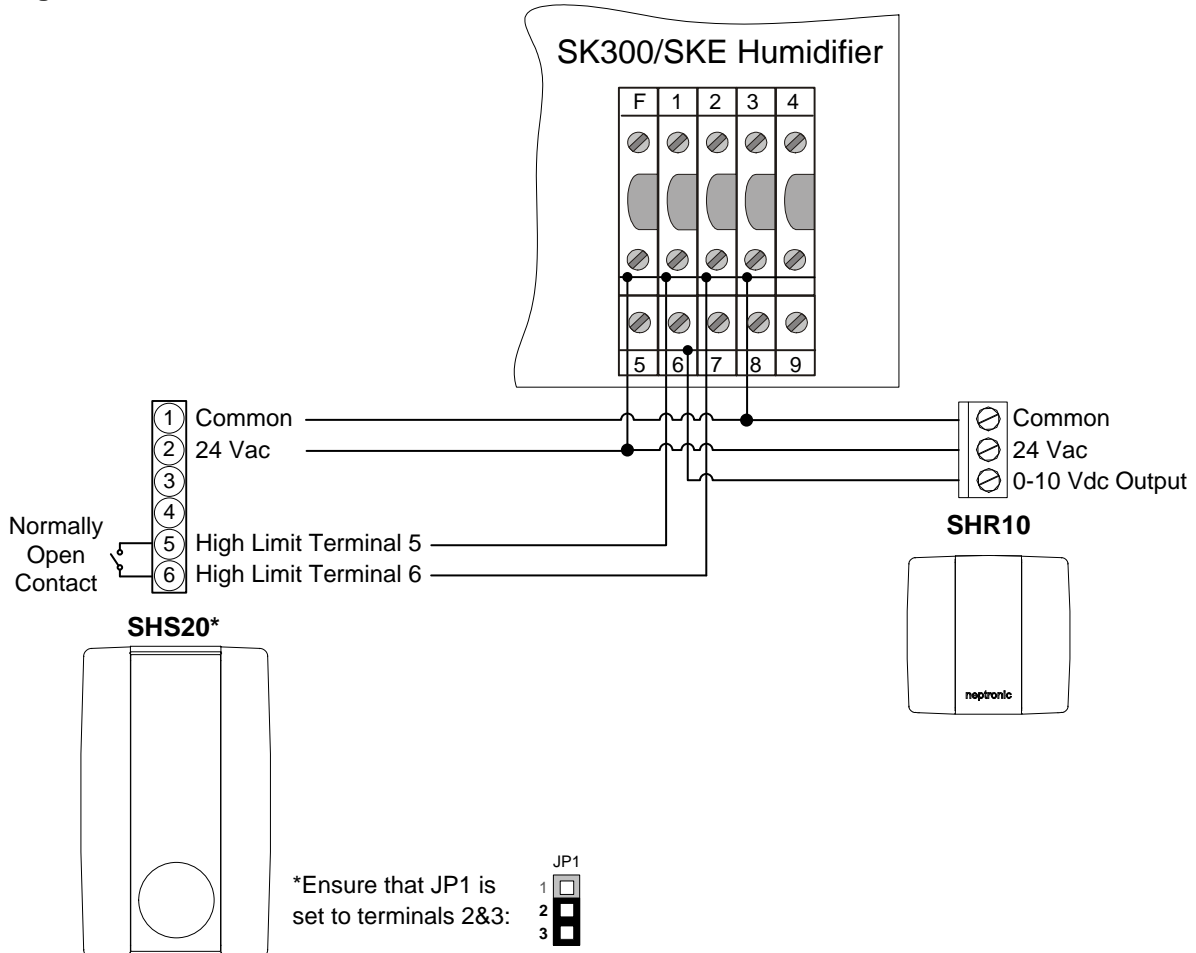 SK300/SKE Humidifier
F 1 2 3 4
5 6 7 8 9
1 Common
2 24 Vac
3
4
5 High Limit Terminal 5
6 High Limit Terminal 6
Normally
Open
Contact
SHS20*
Common
24 Vac
0-10 Vdc Output
SHR10
neptronic
*Ensure that JP1 is
set to terminals 2&3:
JP1
1
2
3